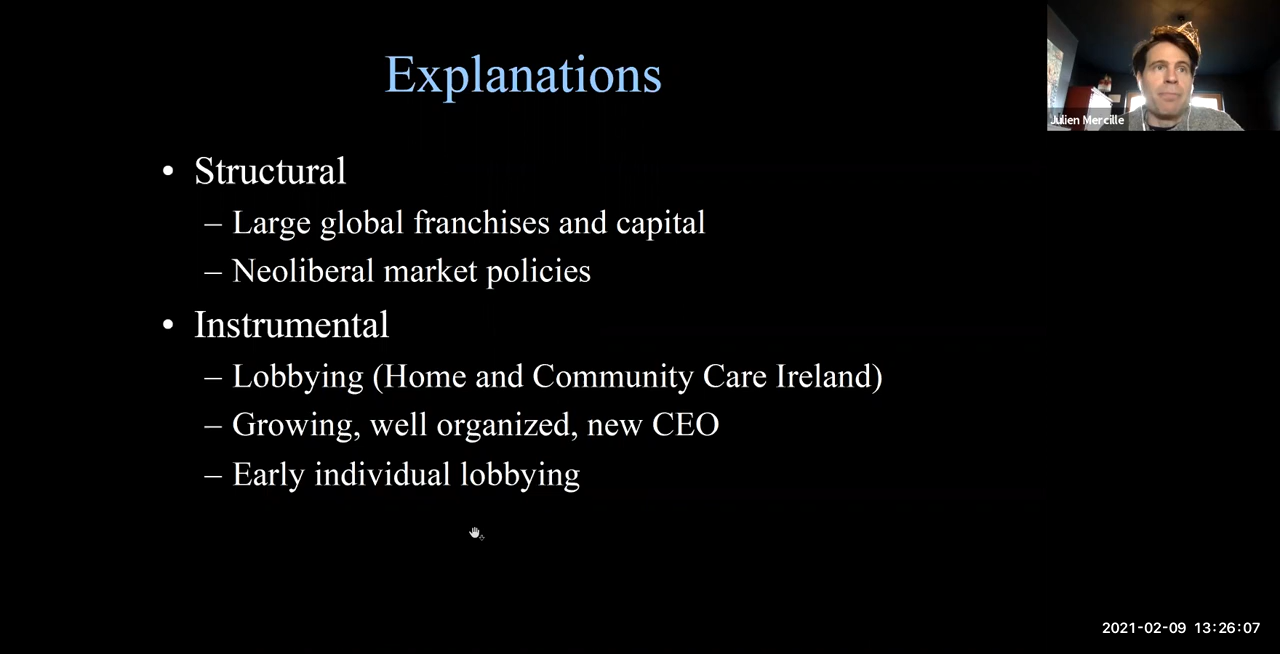 Explanations
Julien Mercille
• Structural
– Large global franchises and capital
– Neoliberal market policies
• Instrumental
– Lobbying (Home and Community Care Ireland)
– Growing, well organized, new CEO
– Early individual lobbying
2021-02-09 13:26:07